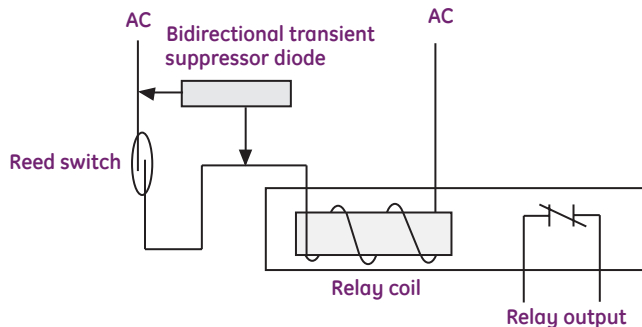 AC
Bidirectional transient
suppressor diode
AC
Reed switch
Relay coil
Relay output